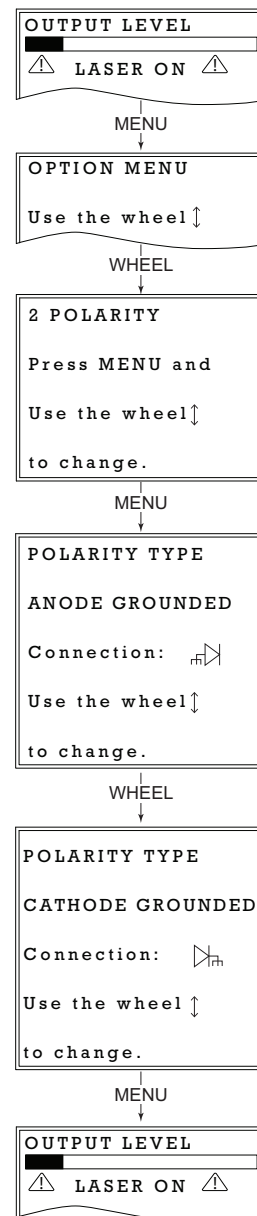 OUTPUT LEVEL
LASER ON
MENU
OPTION MENU
Use the wheel
WHEEL
2 POLARITY
Press MENU and
Use the wheel
to change.
MENU
POLARITY TYPE
ANODE GROUNDED
Connection:
Use the wheel
to change.
WHEEL
POLARITY TYPE
CATHODE GROUNDED
Connection:
Use the wheel
to change.
MENU
OUTPUT LEVEL
LASER ON